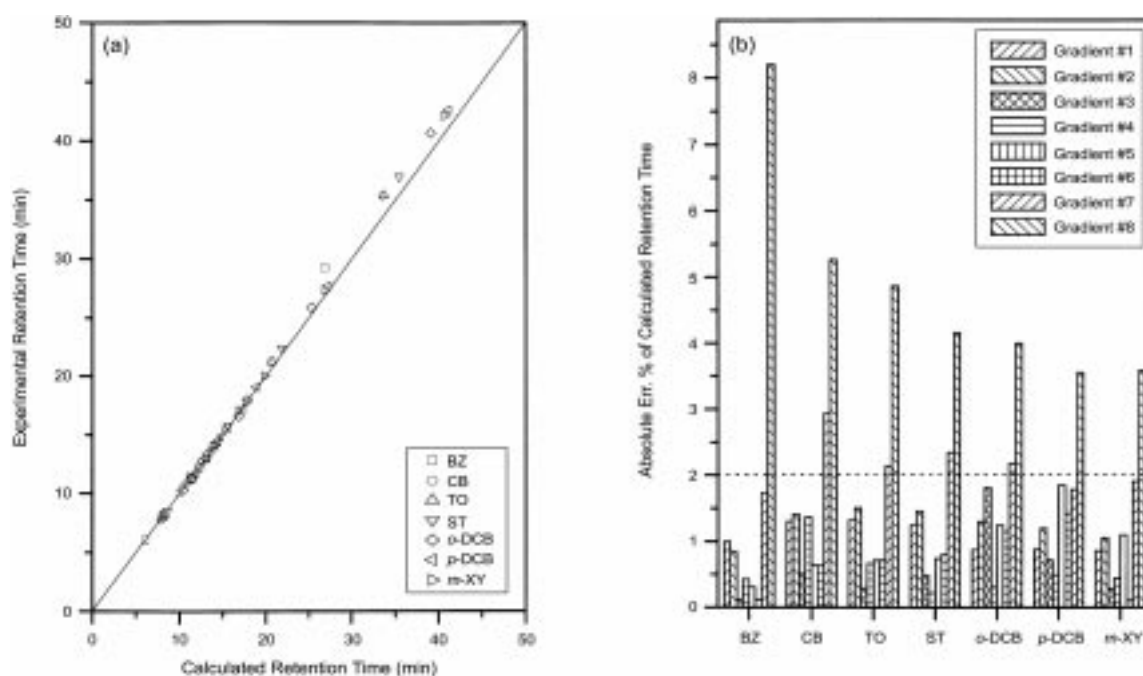 (a)
Experimental Retention Time (min)
50
40
30
20
10
0
0 10 20 30 40 50
Calculated Retention Time (min)
BZ
CB
TO
ST
o-DCB
p-DCB
m-XY
(b)
Absolute Err. % of Calculated Retention Time
8
7
6
5
4
3
2
1
0
BZ CB TO ST o-DCB p-DCB m-XY
Gradient #1
Gradient #2
Gradient #3
Gradient #4
Gradient #5
Gradient #6
Gradient #7
Gradient #8